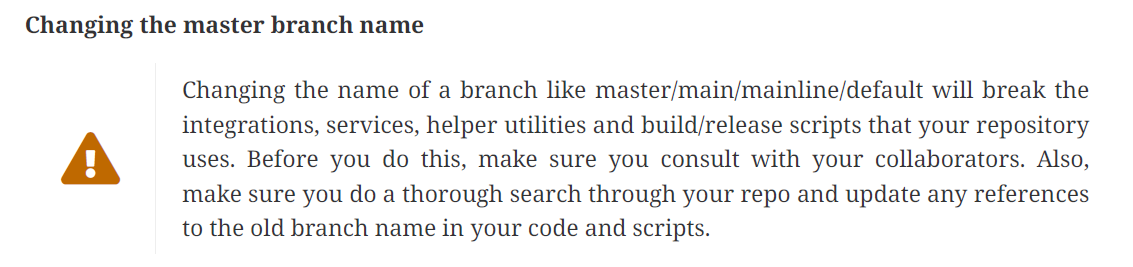 Changing the master branch name
Changing the name of a branch like master/main/mainline/default will break the
integrations, services, helper utilities and build/release scripts that your repository
uses. Before you do this, make sure you consult with your collaborators. Also,
make sure you do a thorough search through your repo and update any references
to the old branch name in your code and scripts.